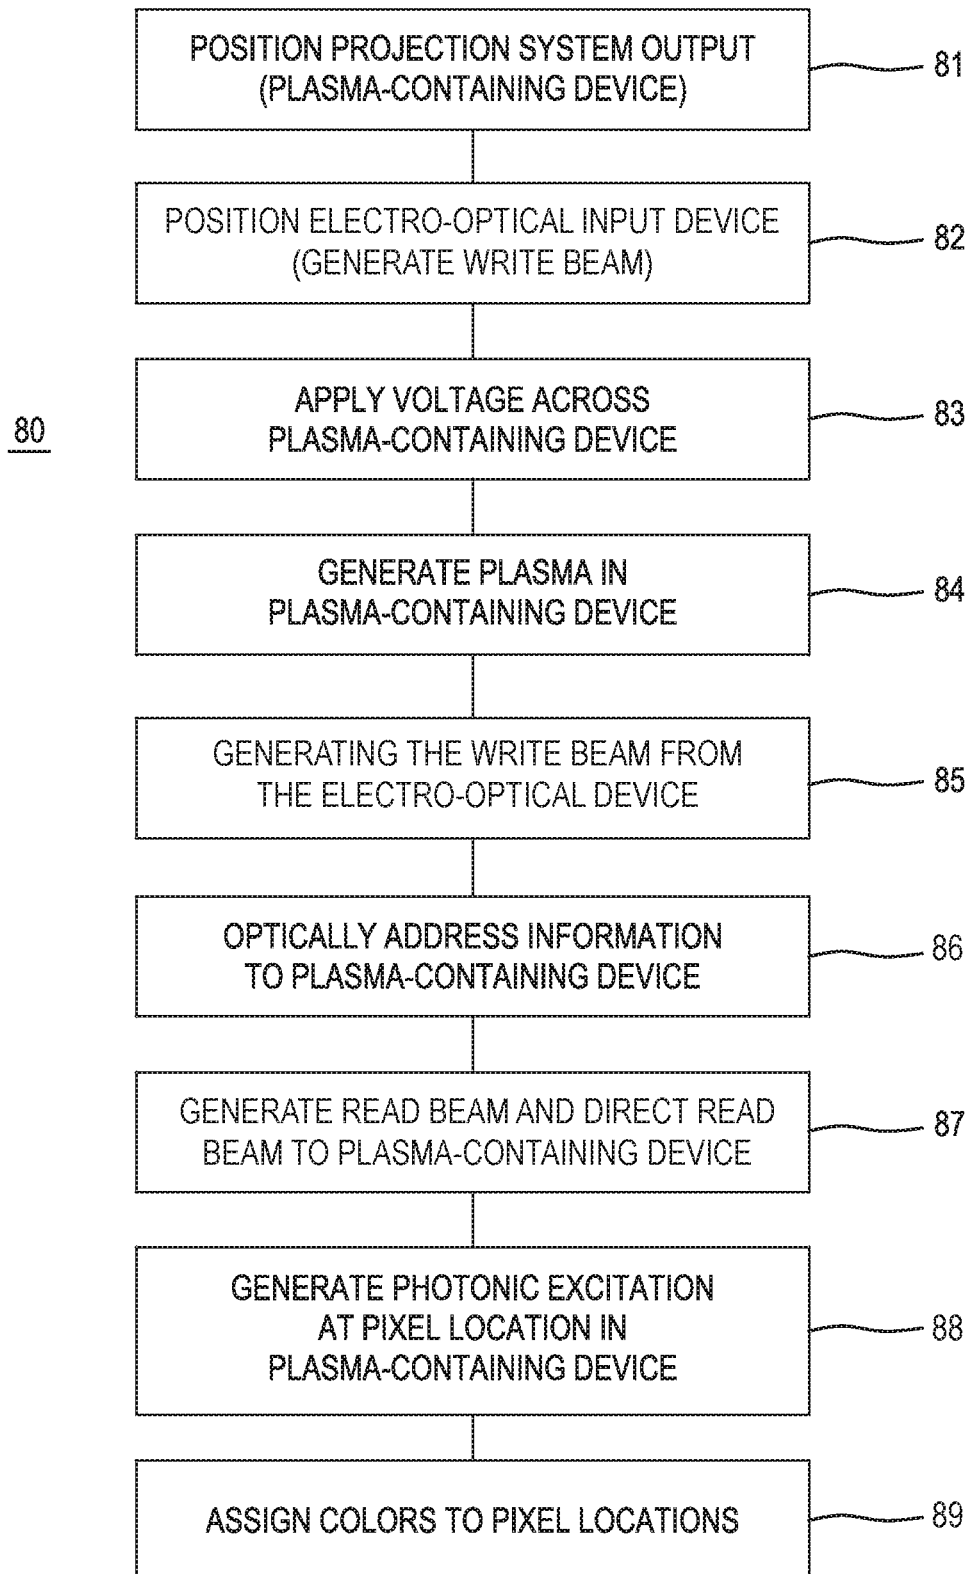 POSITION PROJECTION SYSTEM OUTPUT
(PLASMA-CONTAINING DEVICE)
81
POSITION ELECTRO-OPTICAL INPUT DEVICE
(GENERATE WRITE BEAM)
82
80
APPLY VOLTAGE ACROSS
PLASMA-CONTAINING DEVICE
83
GENERATE PLASMA IN
PLASMA-CONTAINING DEVICE
84
GENERATING THE WRITE BEAM FROM
THE ELECTRO-OPTICAL DEVICE
85
OPTICALLY ADDRESS INFORMATION
TO PLASMA-CONTAINING DEVICE
86
GENERATE READ BEAM AND DIRECT READ
BEAM TO PLASMA-CONTAINING DEVICE
87
GENERATE PHOTONIC EXCITATION
AT PIXEL LOCATION IN
PLASMA-CONTAINING DEVICE
88
ASSIGN COLORS TO PIXEL LOCATIONS
89